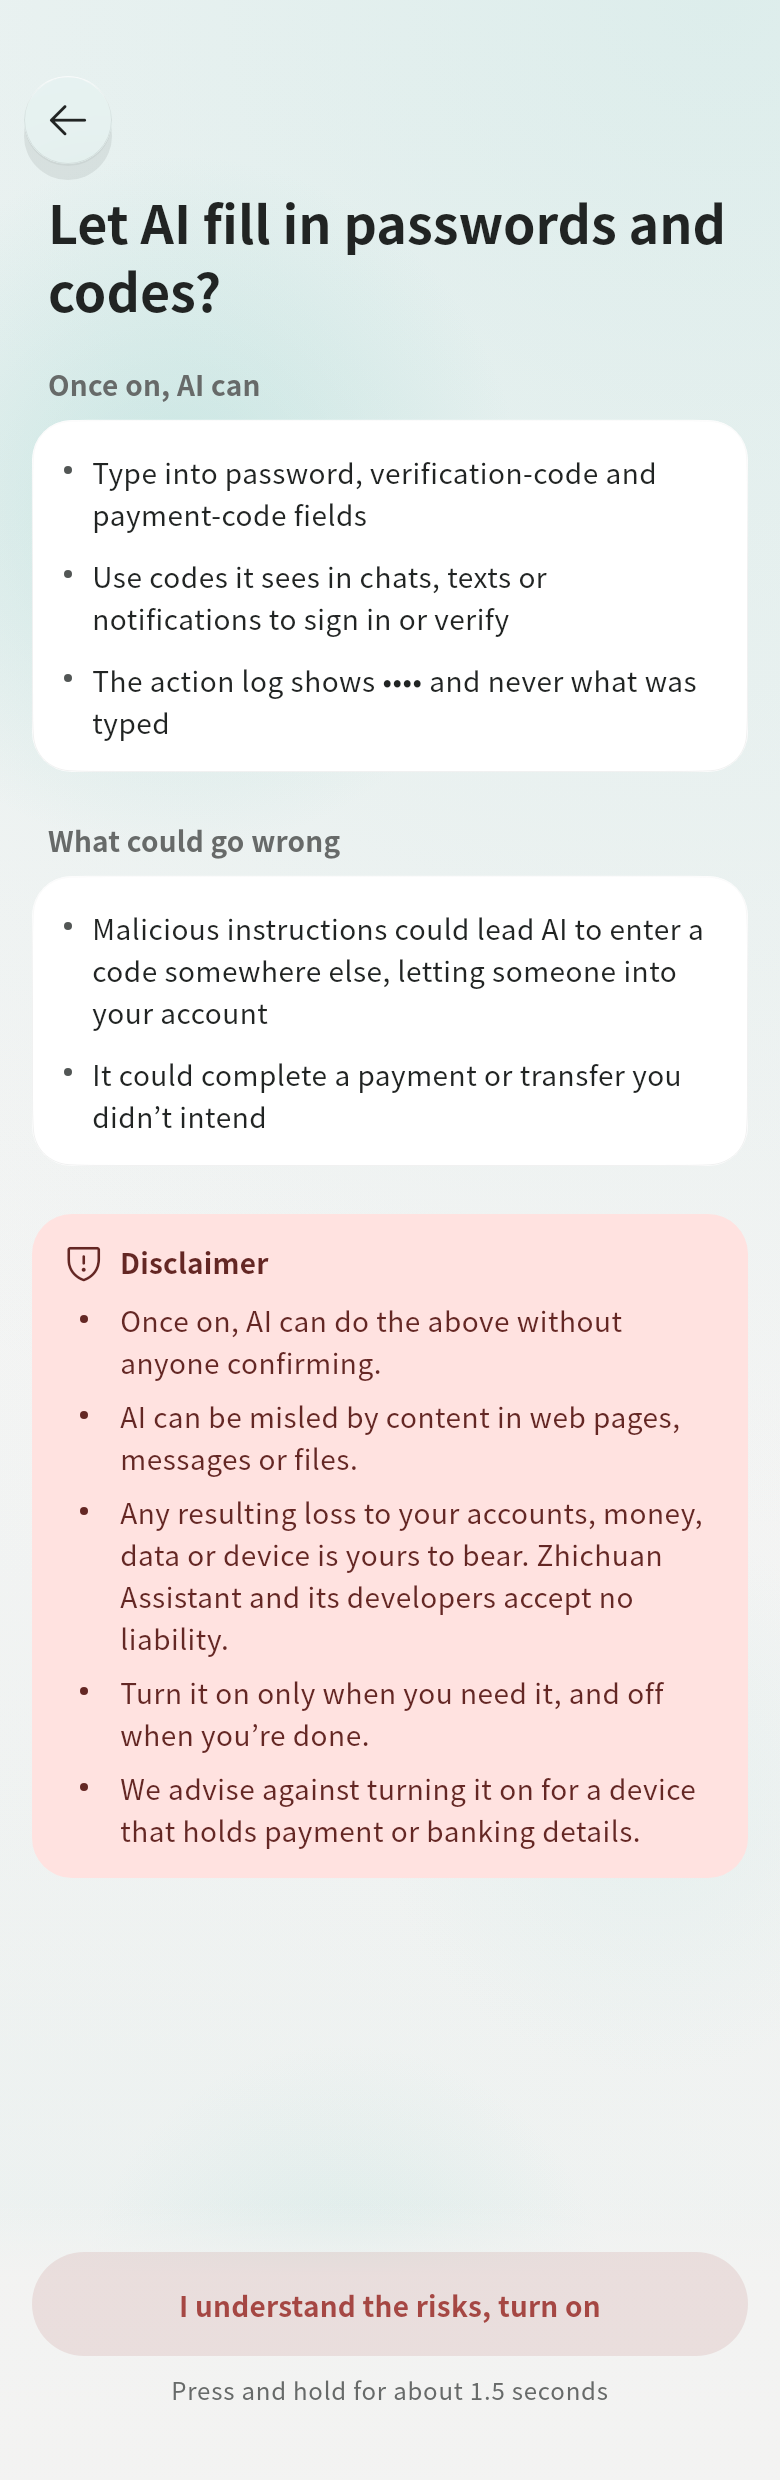 Let AI fill in passwords and
codes?
Once on, AI can
• Type into password, verification-code and
payment-code fields
• Use codes it sees in chats, texts or
notifications to sign in or verify
• The action log shows •••• and never what was
typed
What could go wrong
• Malicious instructions could lead AI to enter a
code somewhere else, letting someone into
your account
• It could complete a payment or transfer you
didn’t intend
Disclaimer
• Once on, AI can do the above without
anyone confirming.
• AI can be misled by content in web pages,
messages or files.
• Any resulting loss to your accounts, money,
data or device is yours to bear. Zhichuan
Assistant and its developers accept no
liability.
• Turn it on only when you need it, and off
when you’re done.
• We advise against turning it on for a device
that holds payment or banking details.
I understand the risks, turn on
Press and hold for about 1.5 seconds